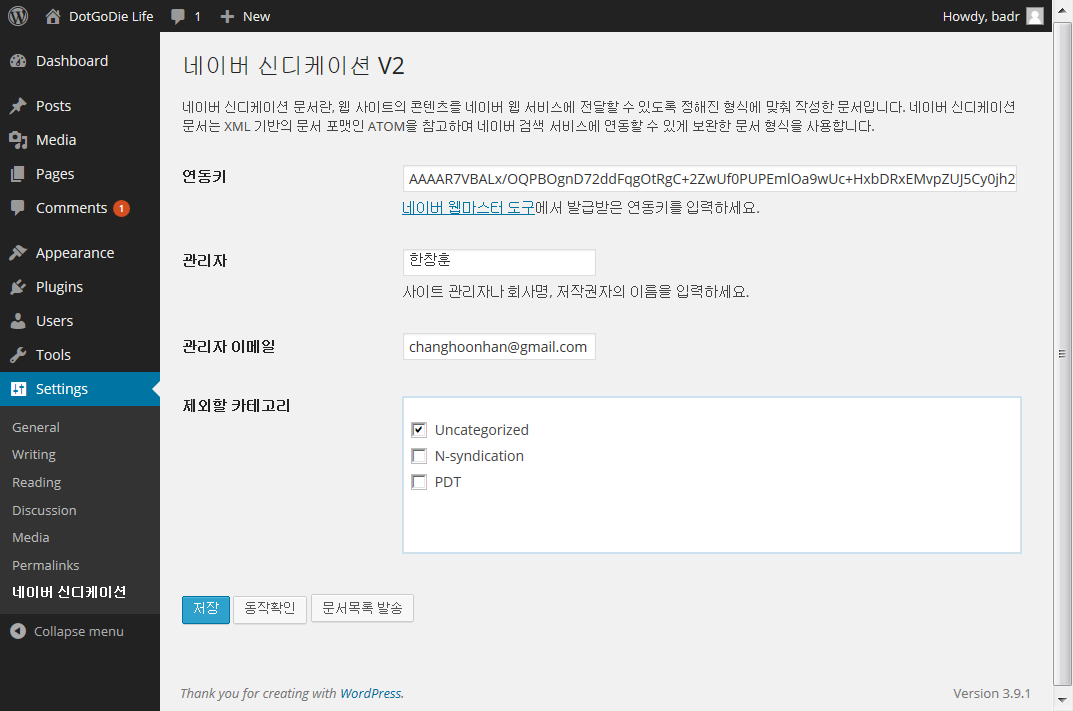 DotGoDie Life 1 New Howdy, badr
Dashboard
Posts
Media
Pages
Comments 1
Appearance
Plugins
Users
Tools
Settings
General
Writing
Reading
Discussion
Media
Permalinks
네이버 신디케이션
Collapse menu
네이버 신디케이션 V2
네이버 신디케이션 문서란, 웹 사이트의 콘텐츠를 네이버 웹 서비스에 전달할 수 있도록 정해진 형식에 맞춰 작성한 문서입니다. 네이버 신디케이션
문서는 XML 기반의 문서 포맷인 ATOM을 참고하여 네이버 검색 서비스에 연동할 수 있게 보완한 문서 형식을 사용합니다.
연동키 AAAAR7VBALx/OQPBOgnD72ddFqgOtRgC+2ZwUf0PUPEmlOa9wUc+HxbDRxEMvpZUJ5Cy0jh2
네이버 웹마스터 도구에서 발급받은 연동키를 입력하세요.
관리자 한창훈
사이트 관리자나 회사명, 저작권자의 이름을 입력하세요.
관리자 이메일 changhoonhan@gmail.com
제외할 카테고리
Uncategorized
N-syndication
PDT
저장 동작확인 문서목록 발송
Thank you for creating with WordPress. Version 3.9.1